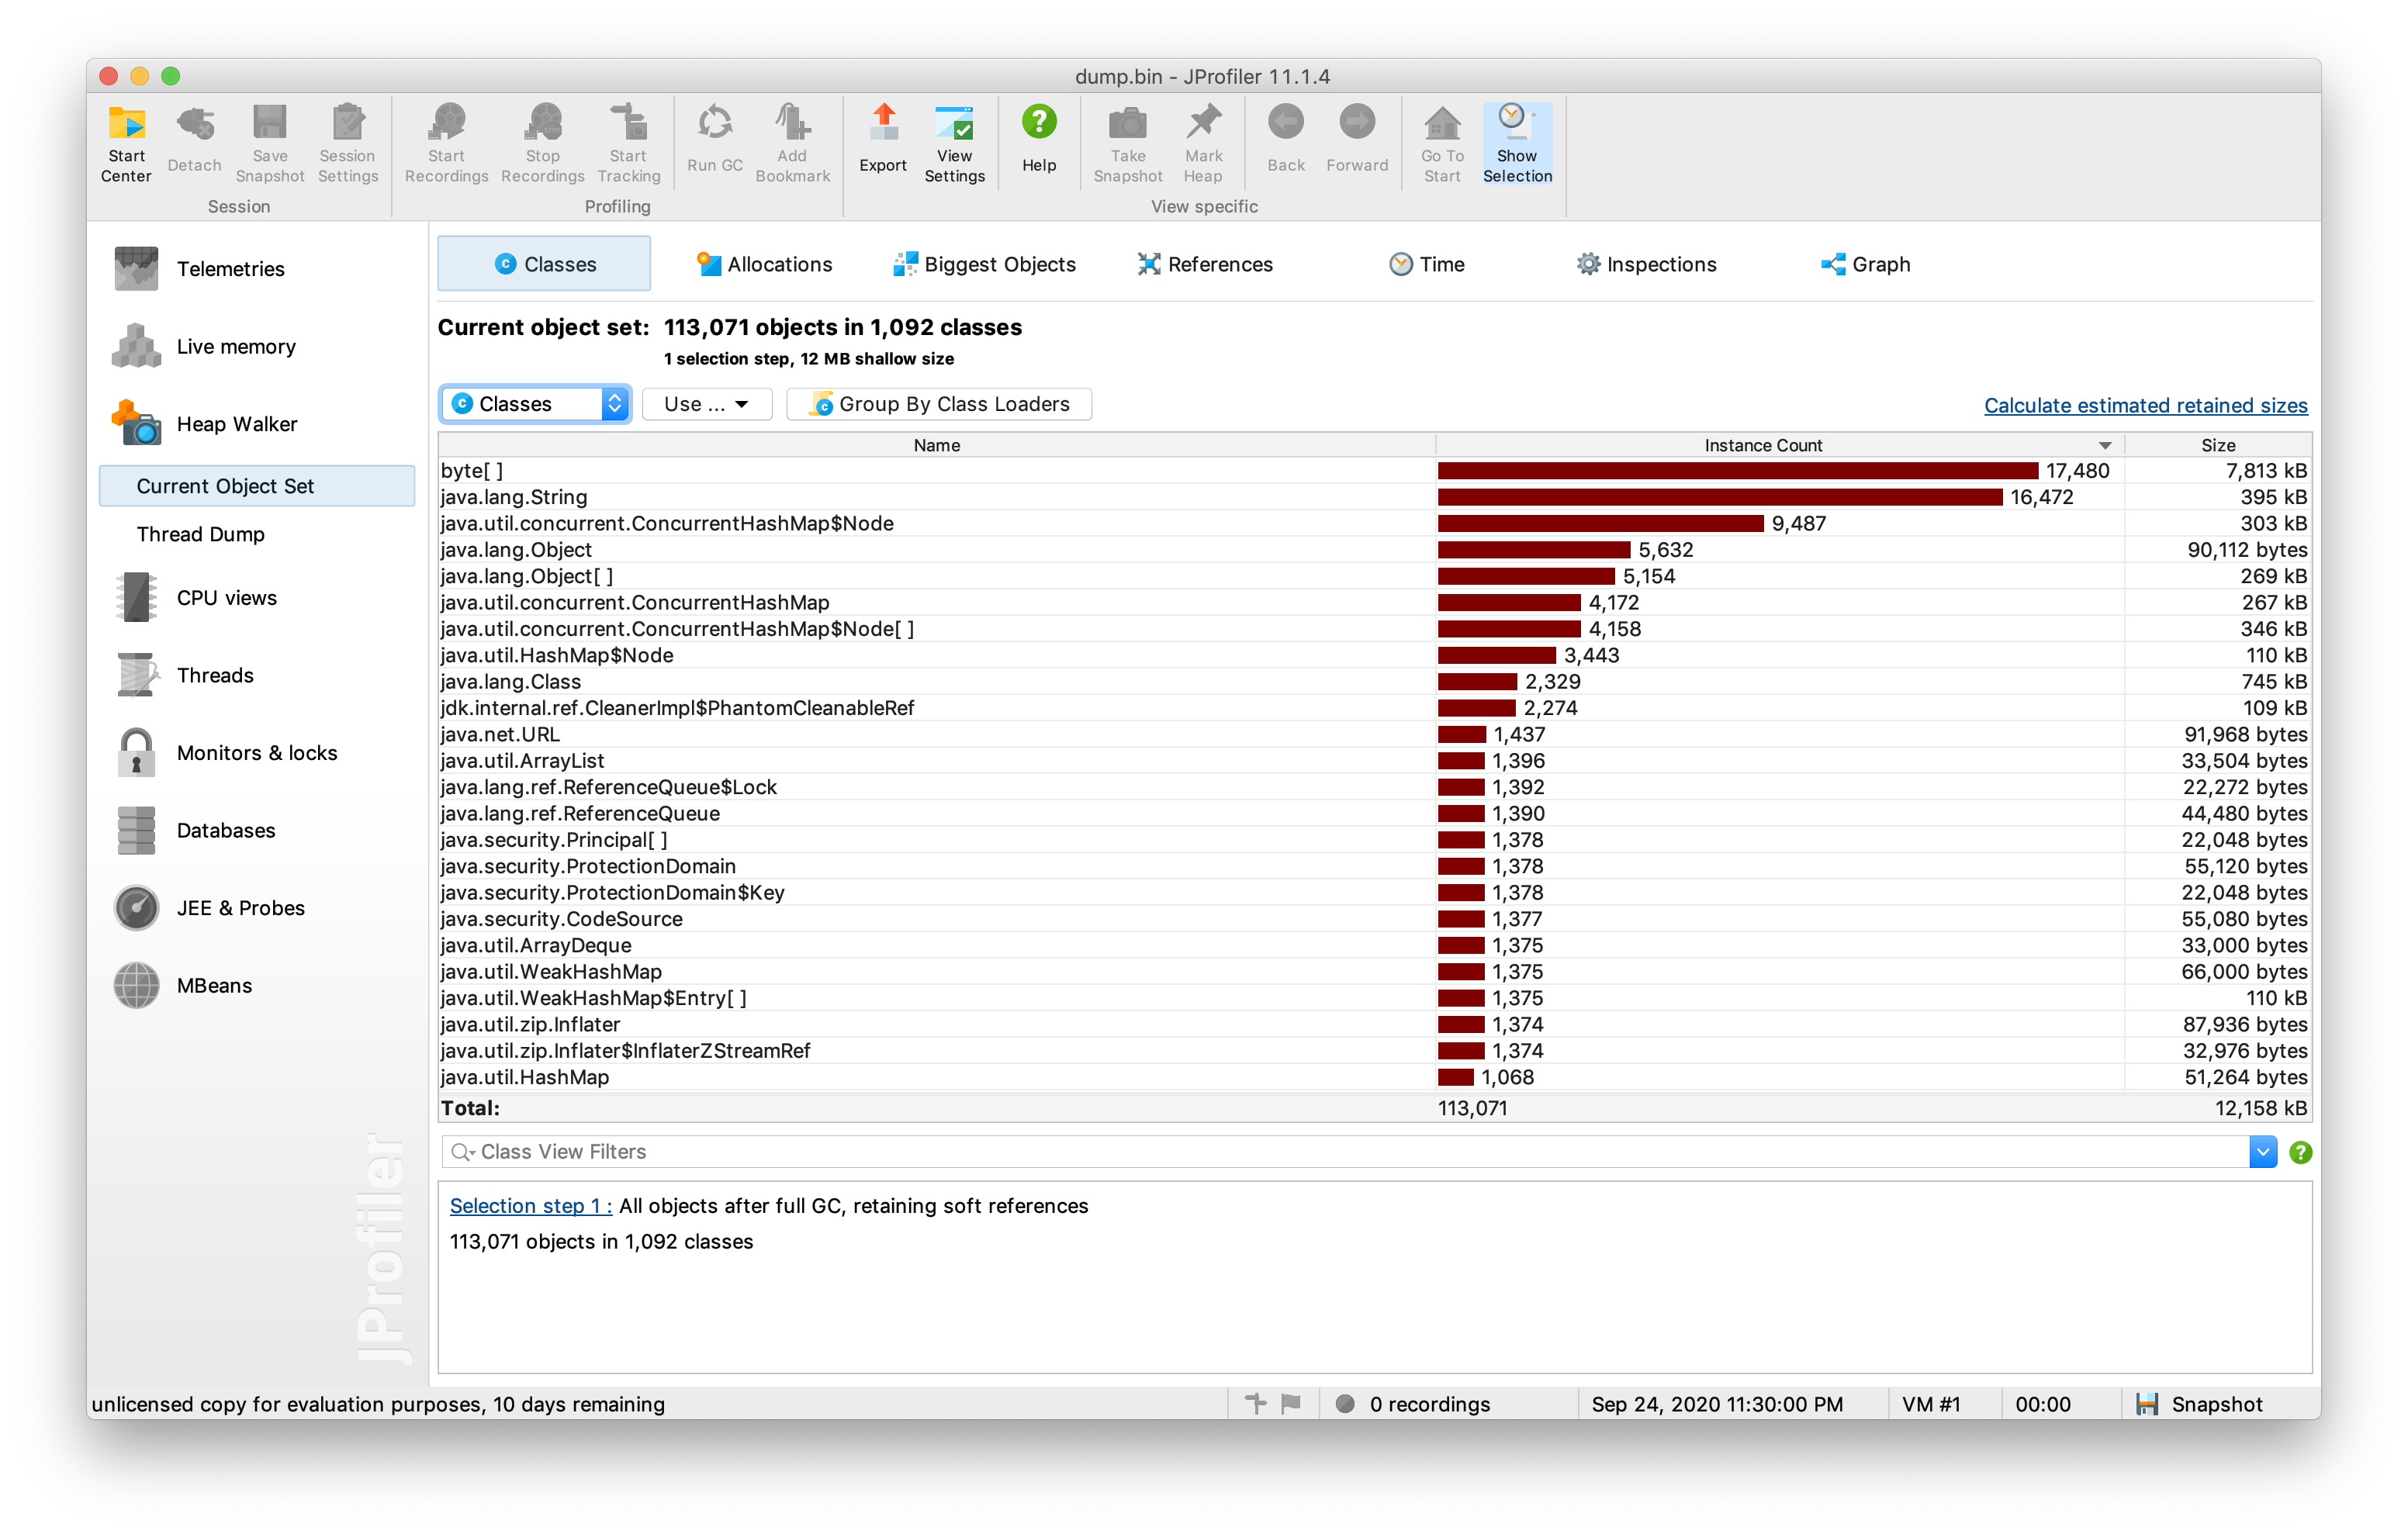 dump.bin - JProfiler 11.1.4
Start Center
Detach
Save Snapshot
Session Settings
Start Recordings
Stop Recordings
Start Tracking
Run GC
Add Bookmark
Export
View Settings
Help
Take Snapshot
Mark Heap
Back
Forward
Go To Start
Show Selection
Session
Profiling
View specific
Telemetries
Live memory
Heap Walker
Current Object Set
Thread Dump
CPU views
Threads
Monitors & locks
Databases
JEE & Probes
MBeans
JProfiler
Classes
Allocations
Biggest Objects
References
Time
Inspections
Graph
Current object set: 113,071 objects in 1,092 classes
1 selection step, 12 MB shallow size
Classes
Use ...
Group By Class Loaders
Calculate estimated retained sizes
Name Instance Count Size
byte[ ] 17,480 7,813 kB
java.lang.String 16,472 395 kB
java.util.concurrent.ConcurrentHashMap$Node 9,487 303 kB
java.lang.Object 5,632 90,112 bytes
java.lang.Object[ ] 5,154 269 kB
java.util.concurrent.ConcurrentHashMap 4,172 267 kB
java.util.concurrent.ConcurrentHashMap$Node[ ] 4,158 346 kB
java.util.HashMap$Node 3,443 110 kB
java.lang.Class 2,329 745 kB
jdk.internal.ref.CleanerImpl$PhantomCleanableRef 2,274 109 kB
java.net.URL 1,437 91,968 bytes
java.util.ArrayList 1,396 33,504 bytes
java.lang.ref.ReferenceQueue$Lock 1,392 22,272 bytes
java.lang.ref.ReferenceQueue 1,390 44,480 bytes
java.security.Principal[ ] 1,378 22,048 bytes
java.security.ProtectionDomain 1,378 55,120 bytes
java.security.ProtectionDomain$Key 1,378 22,048 bytes
java.security.CodeSource 1,377 55,080 bytes
java.util.ArrayDeque 1,375 33,000 bytes
java.util.WeakHashMap 1,375 66,000 bytes
java.util.WeakHashMap$Entry[ ] 1,375 110 kB
java.util.zip.Inflater 1,374 87,936 bytes
java.util.zip.Inflater$InflaterZStreamRef 1,374 32,976 bytes
java.util.HashMap 1,068 51,264 bytes
Total: 113,071 12,158 kB
Class View Filters
Selection step 1 : All objects after full GC, retaining soft references
113,071 objects in 1,092 classes
unlicensed copy for evaluation purposes, 10 days remaining
0 recordings
Sep 24, 2020 11:30:00 PM
VM #1
00:00
Snapshot